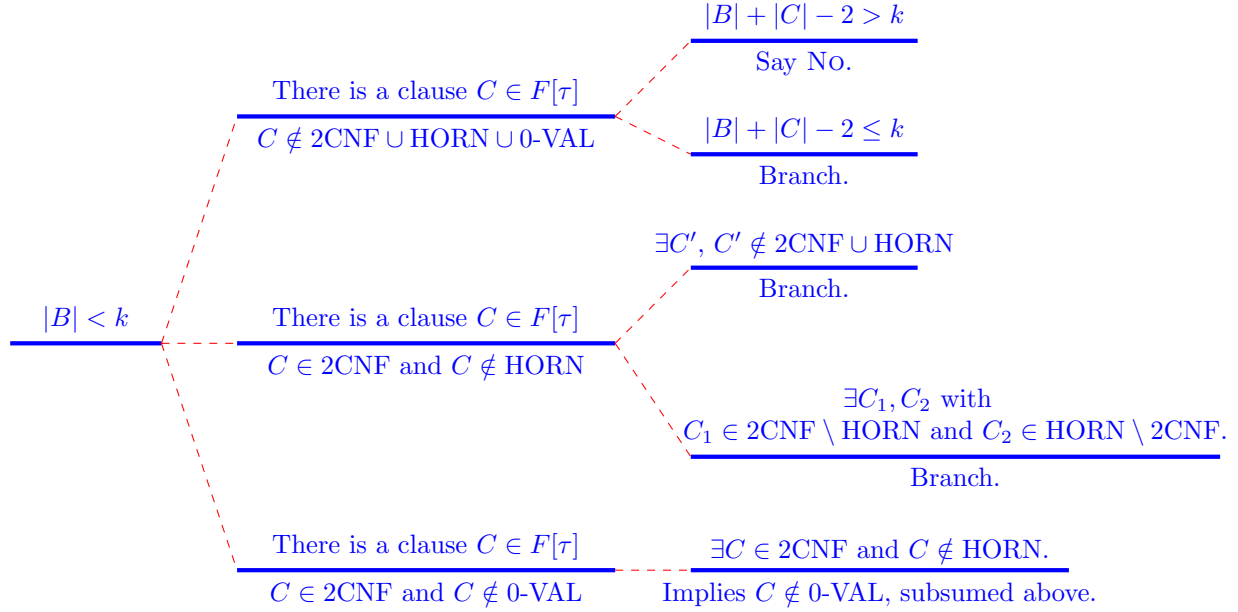 |B| + |C| − 2 > k
Say No.
There is a clause C ∈ F[τ]
C ∉ 2CNF ∪ HORN ∪ 0-VAL
|B| + |C| − 2 ≤ k
Branch.
∃C′, C′ ∉ 2CNF ∪ HORN
Branch.
|B| < k
There is a clause C ∈ F[τ]
C ∈ 2CNF and C ∉ HORN
∃C₁, C₂ with
C₁ ∈ 2CNF \ HORN and C₂ ∈ HORN \ 2CNF.
Branch.
There is a clause C ∈ F[τ]
C ∈ 2CNF and C ∉ 0-VAL
∃C ∈ 2CNF and C ∉ HORN.
Implies C ∉ 0-VAL, subsumed above.